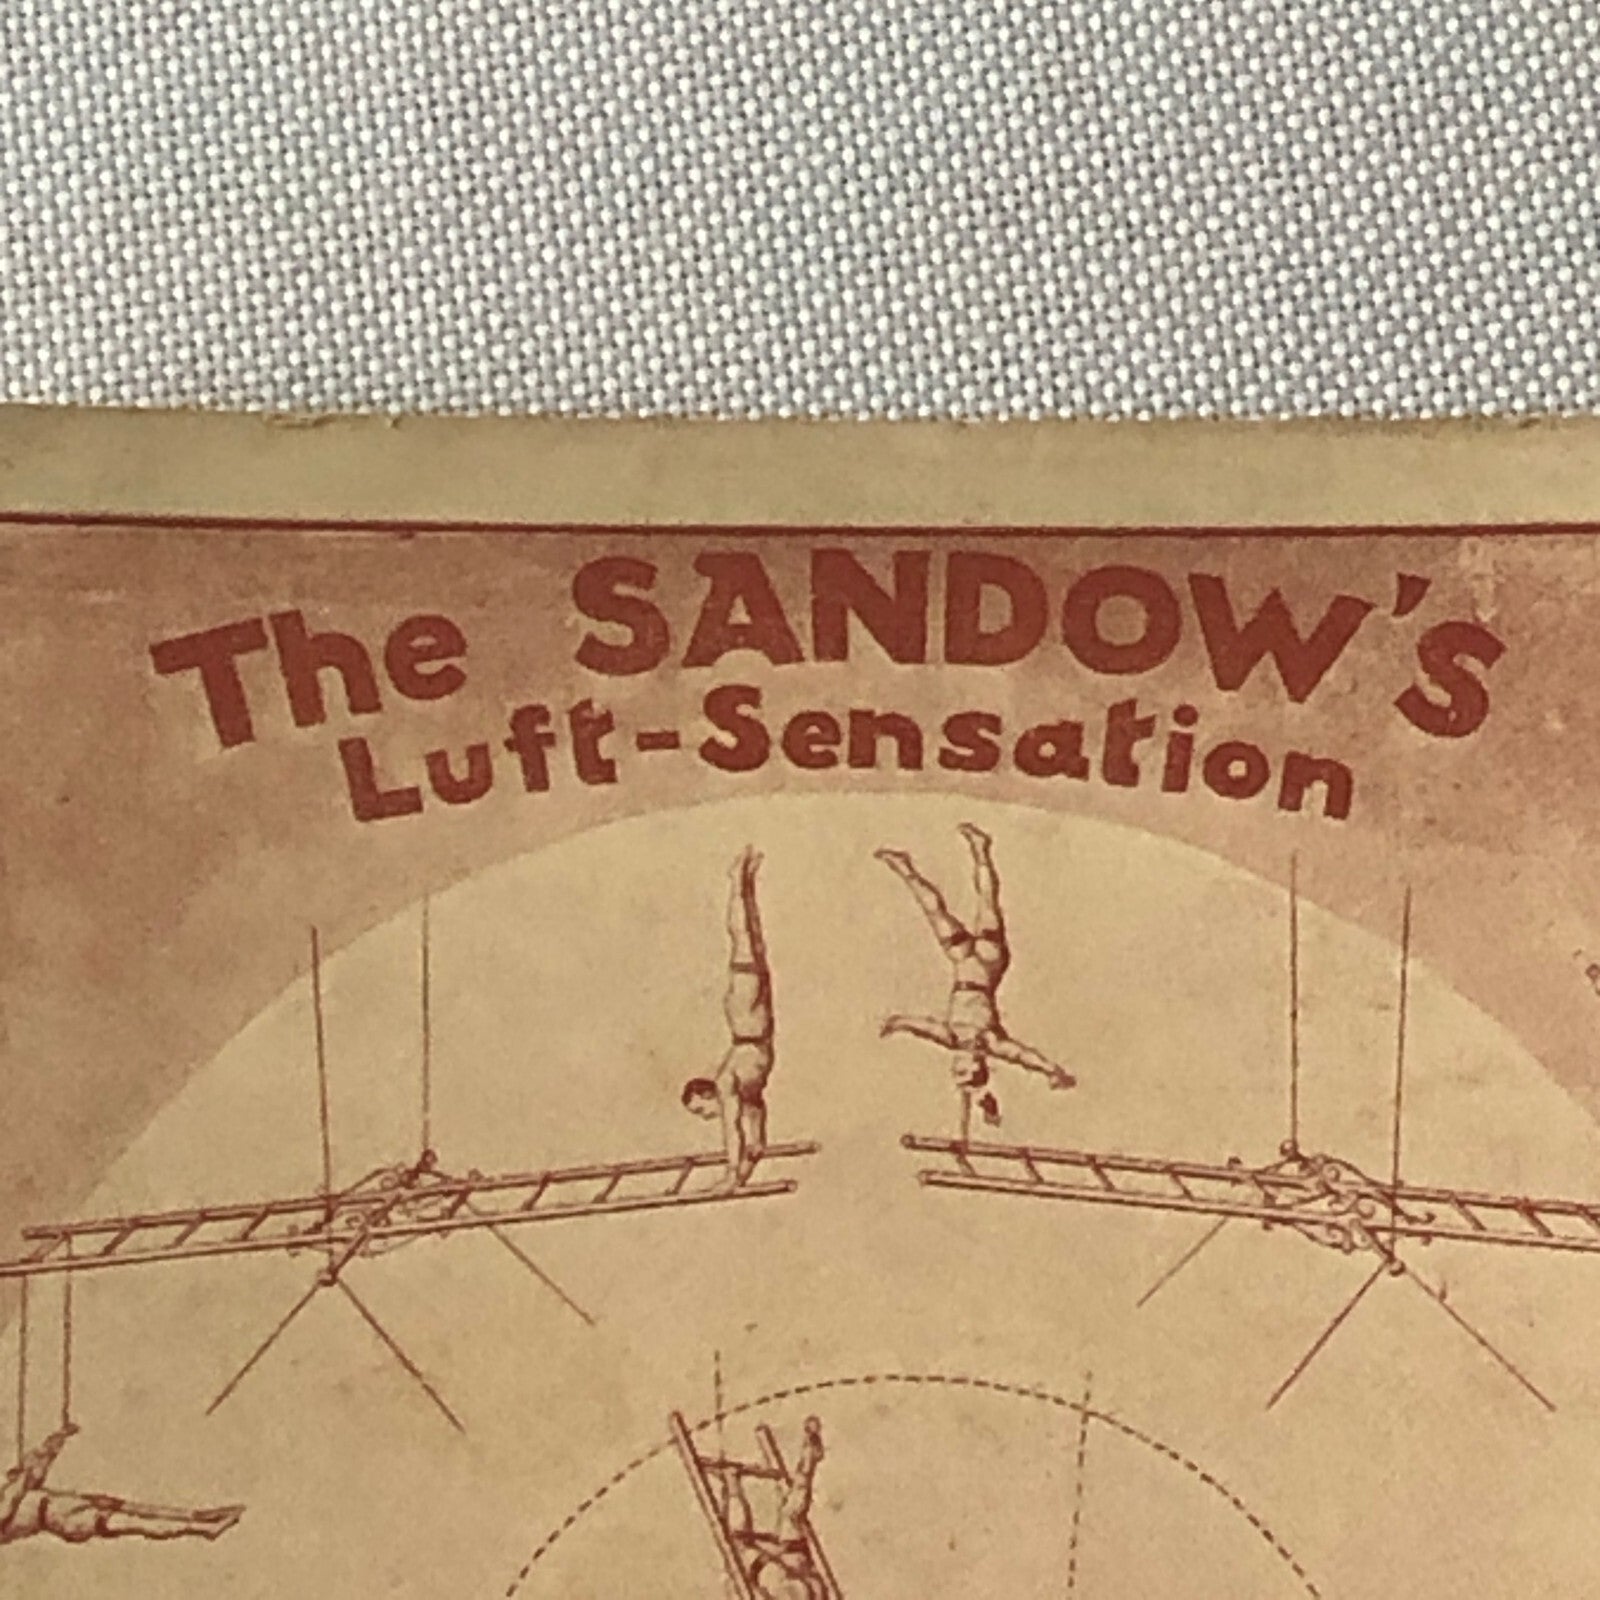 The SANDOW's
Luft-Sensation